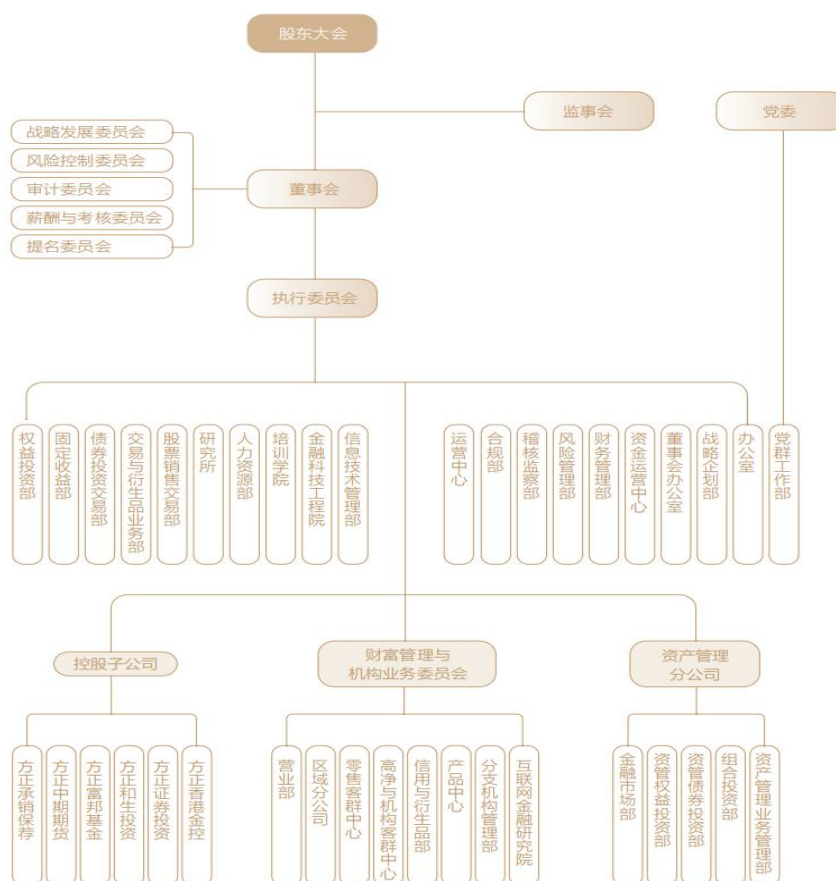 股东大会
监事会
党委
战略发展委员会
风险控制委员会
审计委员会
薪酬与考核委员会
提名委员会
董事会
执行委员会
权益投资部
固定收益部
债券投资交易部
交易与衍生品业务部
股票销售交易部
研究所
人力资源部
培训学院
金融科技工程院
信息技术管理部
运营中心
合规部
稽核监察部
风险管理部
财务管理部
资金运营中心
董事会办公室
战略企划部
办公室
党群工作部
控股子公司
财富管理与
机构业务委员会
资产管理
分公司
方正承销保荐
方正中期期货
方正富邦基金
方正和生投资
方正证券投资
方正香港金控
营业部
区域分公司
零售客群中心
高净与机构客群中心
信用与衍生品部
产品中心
分支机构管理部
互联网金融研究院
金融市场部
资管权益投资部
资管债券投资部
组合投资部
资产管理业务管理部